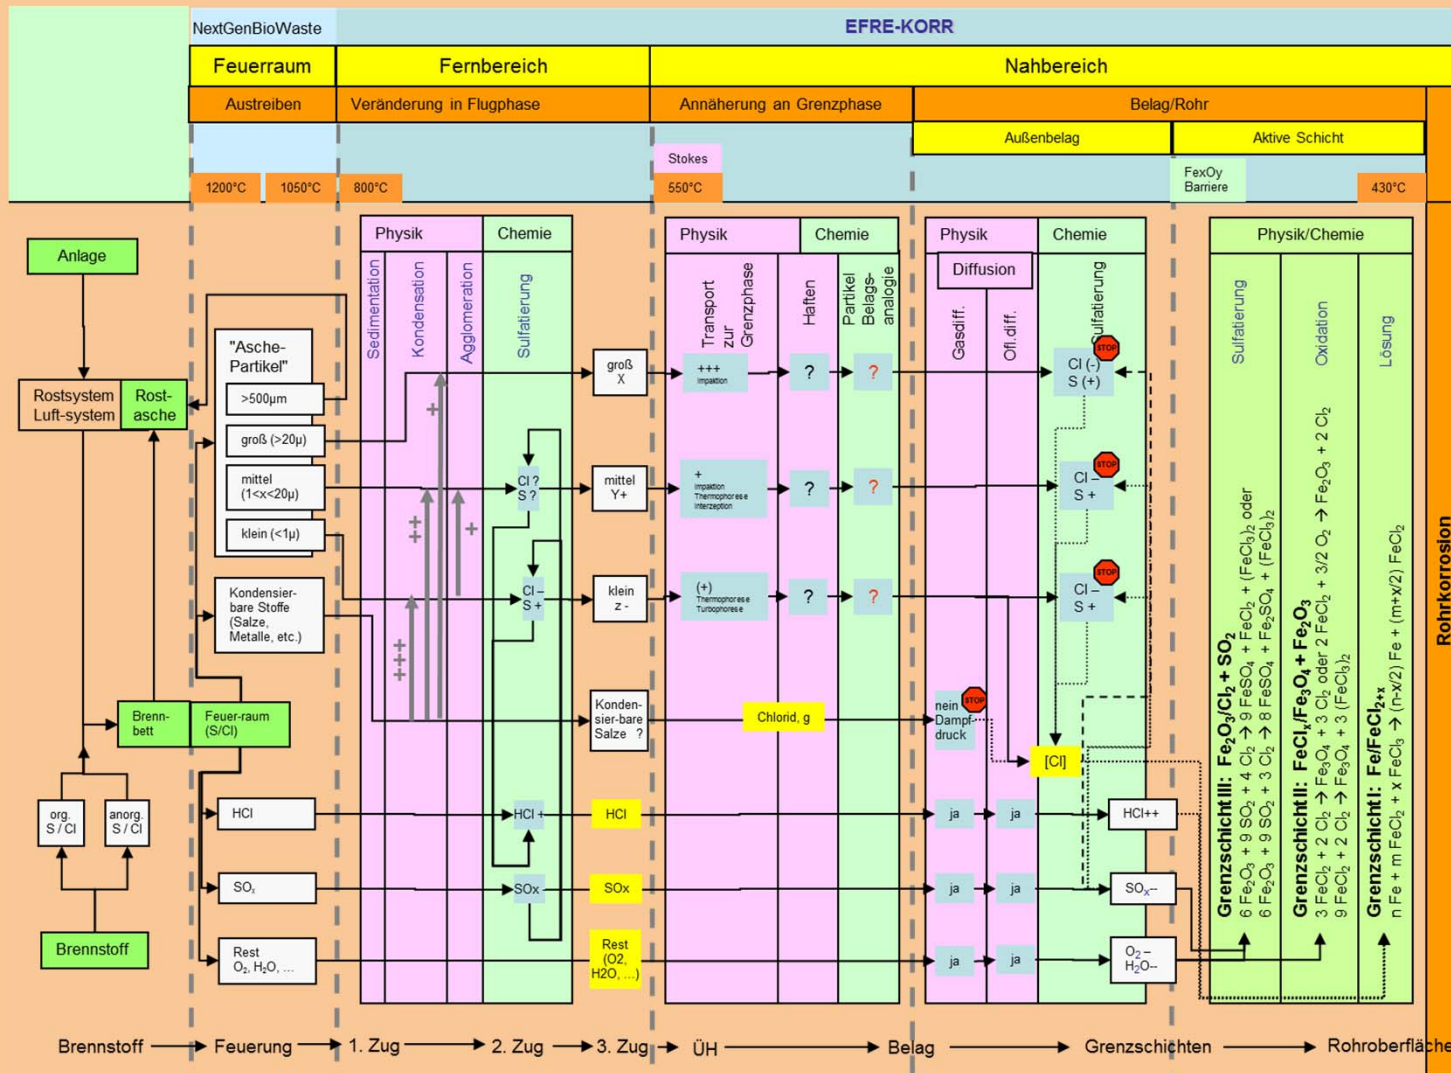 NextGenBioWaste
EFRE-KORR
Feuerraum
Fernbereich
Nahbereich
Austreiben
Veränderung in Flugphase
Annäherung an Grenzphase
Belag/Rohr
Außenbelag
Aktive Schicht
Stokes
FexOy
Barriere
1200°C
1050°C
800°C
550°C
430°C
Anlage
Rostsystem
Luft-system
Rost-
asche
Brenn-
bett
Feuer-raum
(S/Cl)
org.
S / Cl
anorg.
S / Cl
Brennstoff
"Asche-
Partikel"
>500µm
groß (>20µ)
mittel
(1<x<20µ)
klein (<1µ)
Kondensier-
bare Stoffe
(Salze,
Metalle, etc.)
HCl
SOₓ
Rest
O₂, H₂O, ...
Physik
Chemie
Sedimentation
Kondensation
Agglomeration
Sulfatierung
+
++
+
+++
Cl ?
S ?
Cl –
S +
HCl +
SOx
groß
X
mittel
Y+
klein
z -
Konden-
sier-bare
Salze ?
HCl
SOx
Rest
(O2,
H2O, ...)
Physik
Chemie
Transport
zur
Grenzphase
Haften
Partikel
Belags-
analogie
+++
Impaktion
?
?
+
Impaktion
Thermophorese
Interzeption
?
?
(+)
Thermophorese
Turbophorese
?
?
Chlorid, g
Physik
Chemie
Diffusion
Gasdiff.
Ofl.diff.
Sulfatierung
STOP
Cl (-)
S (+)
STOP
Cl –
S +
STOP
Cl –
S +
STOP
nein
Dampf-
druck
[Cl]
ja
ja
HCl++
ja
ja
SOₓ--
ja
ja
O₂ –
H₂O--
Physik/Chemie
Sulfatierung
Oxidation
Lösung
Grenzschicht III: Fe₂O₃/Cl₂ + SO₂
6 Fe₂O₃ + 9 SO₂ + 4 Cl₂ → 9 FeSO₄ + FeCl₂ + (FeCl₃)₂ oder
6 Fe₂O₃ + 9 SO₂ + 3 Cl₂ → 8 FeSO₄ + Fe₂SO₄ + (FeCl₃)₂
Grenzschicht II: FeClₓ/Fe₃O₄ + Fe₂O₃
3 FeCl₂ + 2 Cl₂ → Fe₃O₄ + 3 Cl₂ oder 2 FeCl₂ + 3/2 O₂ → Fe₂O₃ + 2 Cl₂
9 FeCl₂ + 2 Cl₂ → Fe₃O₄ + 3 (FeCl₃)₂
Grenzschicht I: Fe/FeCl₂₊ₓ
n Fe + m FeCl₂ + x FeCl₃ → (n-x/2) Fe + (m+x/2) FeCl₂
Rohrkorrosion
Brennstoff
Feuerung
1. Zug
2. Zug
3. Zug
ÜH
Belag
Grenzschichten
Rohroberfläche